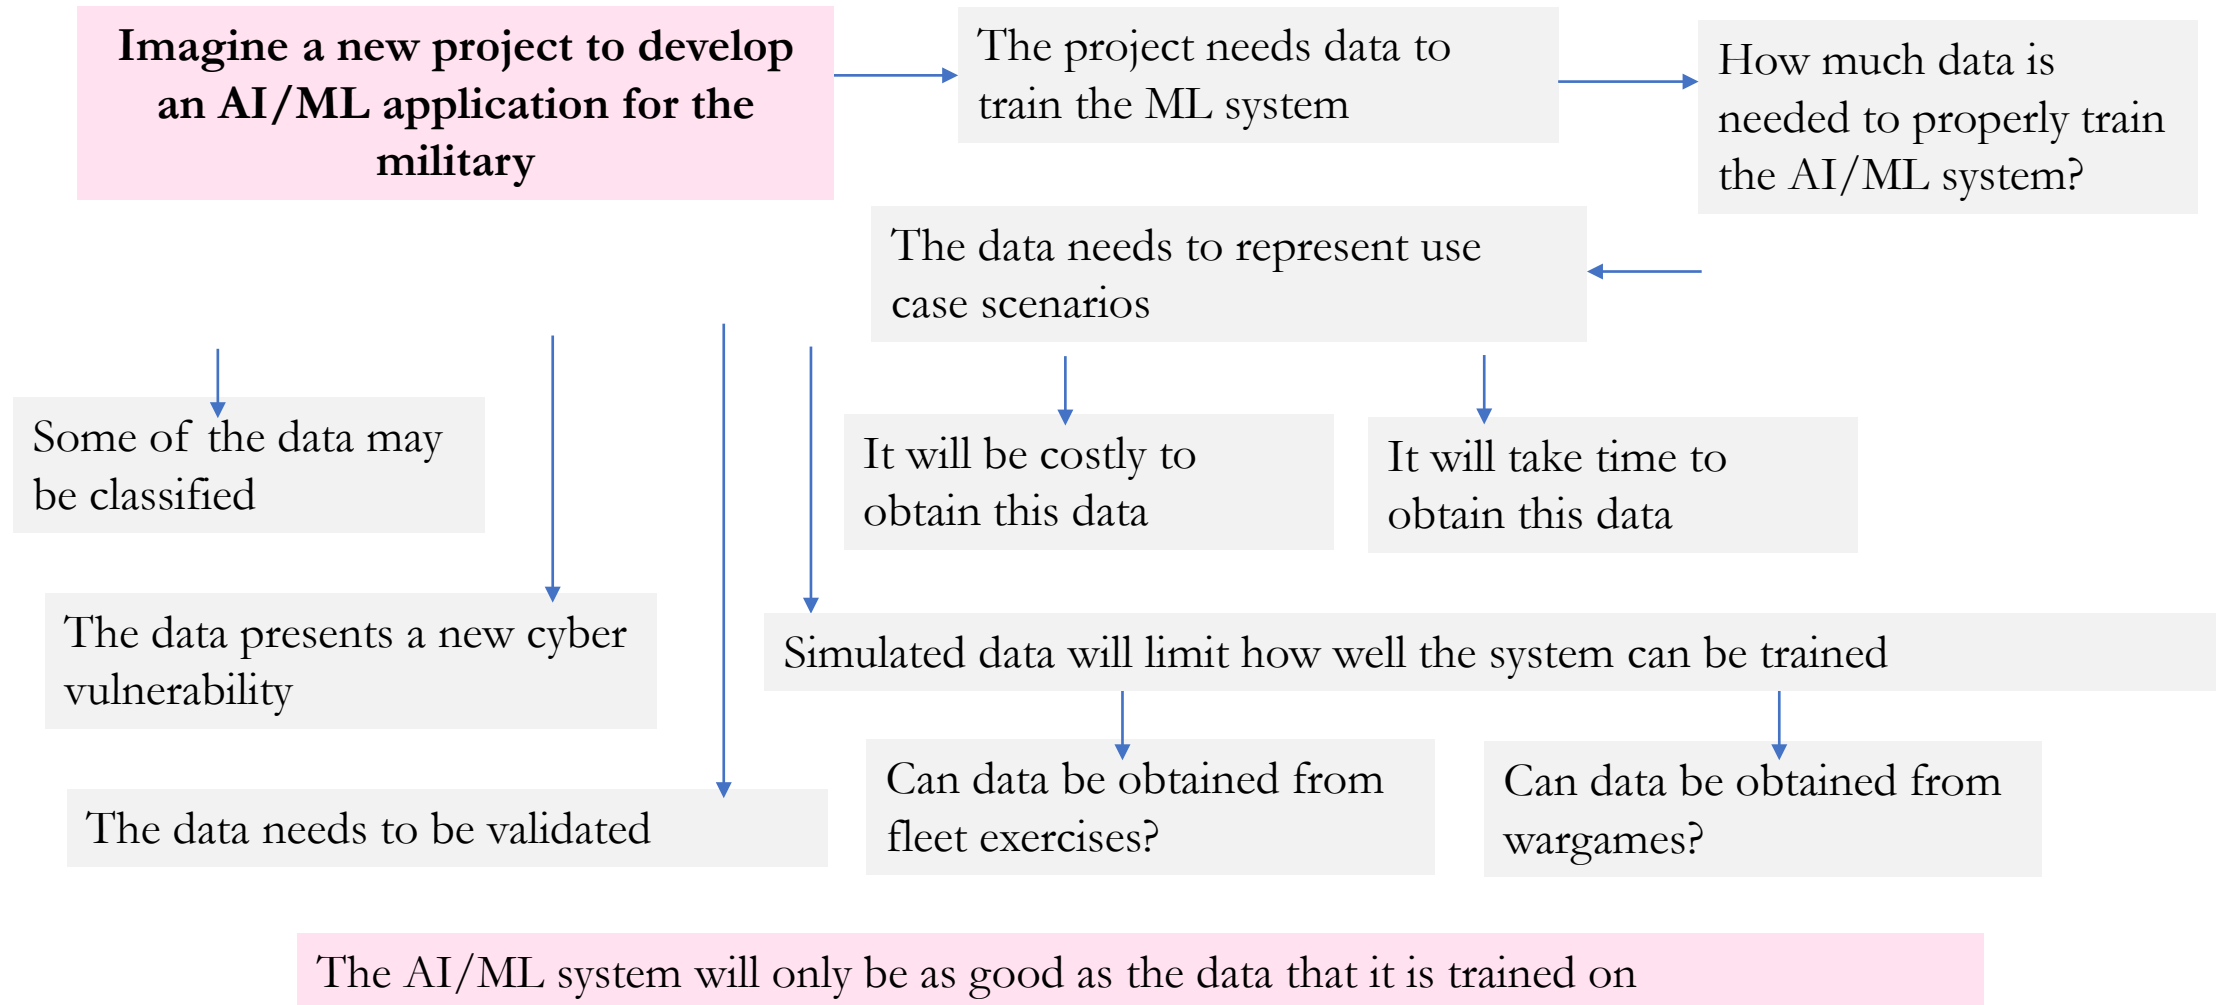 Imagine a new project to develop
an AI/ML application for the
military
The project needs data to
train the ML system
How much data is
needed to properly train
the AI/ML system?
The data needs to represent use
case scenarios
Some of the data may
be classified
It will be costly to
obtain this data
It will take time to
obtain this data
The data presents a new cyber
vulnerability
Simulated data will limit how well the system can be trained
The data needs to be validated
Can data be obtained from
fleet exercises?
Can data be obtained from
wargames?
The AI/ML system will only be as good as the data that it is trained on